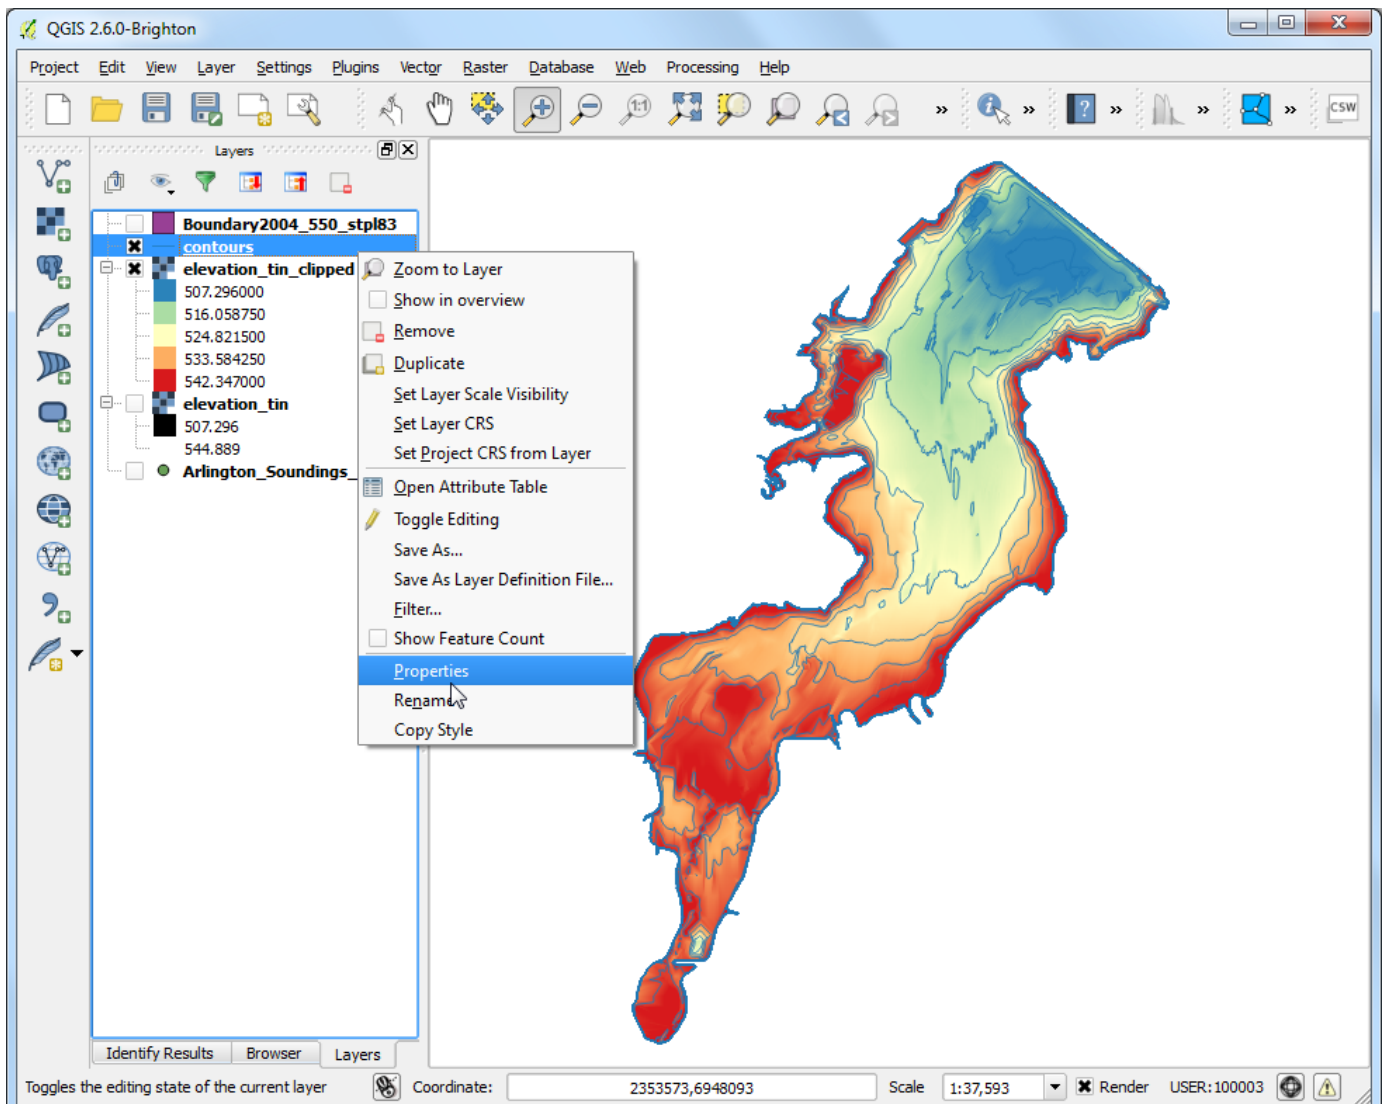 QGIS 2.6.0-Brighton
Project Edit View Layer Settings Plugins Vector Raster Database Web Processing Help
1:1 » » ? » » » CSW
Layers
Boundary2004_550_stpl83
contours
elevation_tin_clipped
507.296000
516.058750
524.821500
533.584250
542.347000
elevation_tin
507.296
544.889
Arlington_Soundings_
Zoom to Layer
Show in overview
Remove
Duplicate
Set Layer Scale Visibility
Set Layer CRS
Set Project CRS from Layer
Open Attribute Table
Toggle Editing
Save As...
Save As Layer Definition File...
Filter...
Show Feature Count
Properties
Rename
Copy Style
Identify Results Browser Layers
Toggles the editing state of the current layer Coordinate: 2353573,6948093 Scale 1:37,593 Render USER:100003